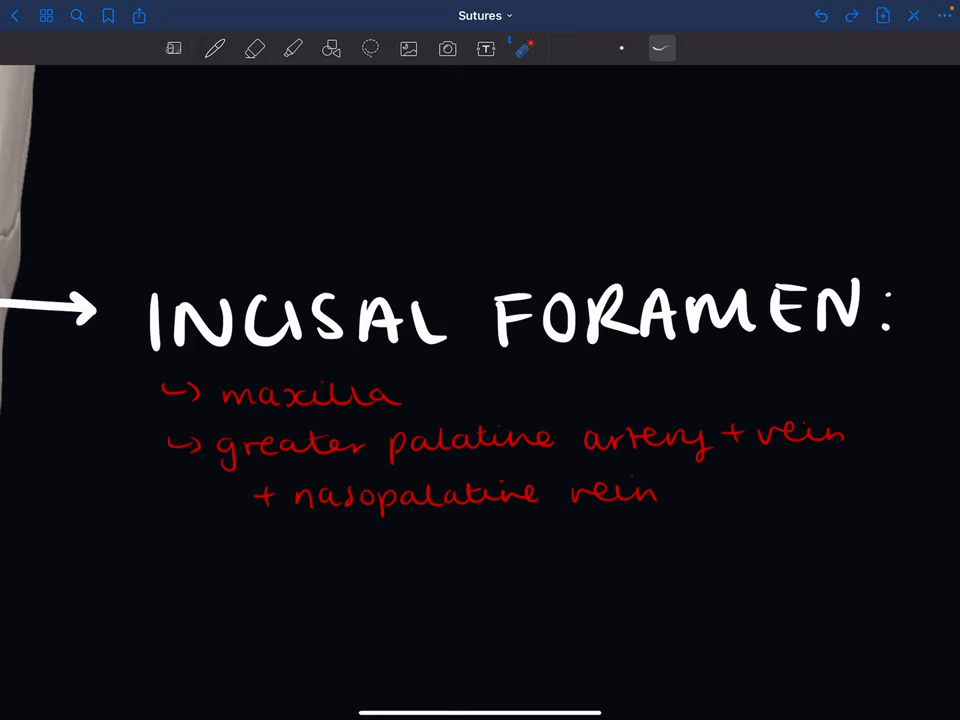 Sutures
INCISAL FORAMEN:
↳ maxilla
↳ greater palatine artery + vein
+ nasopalatine vein